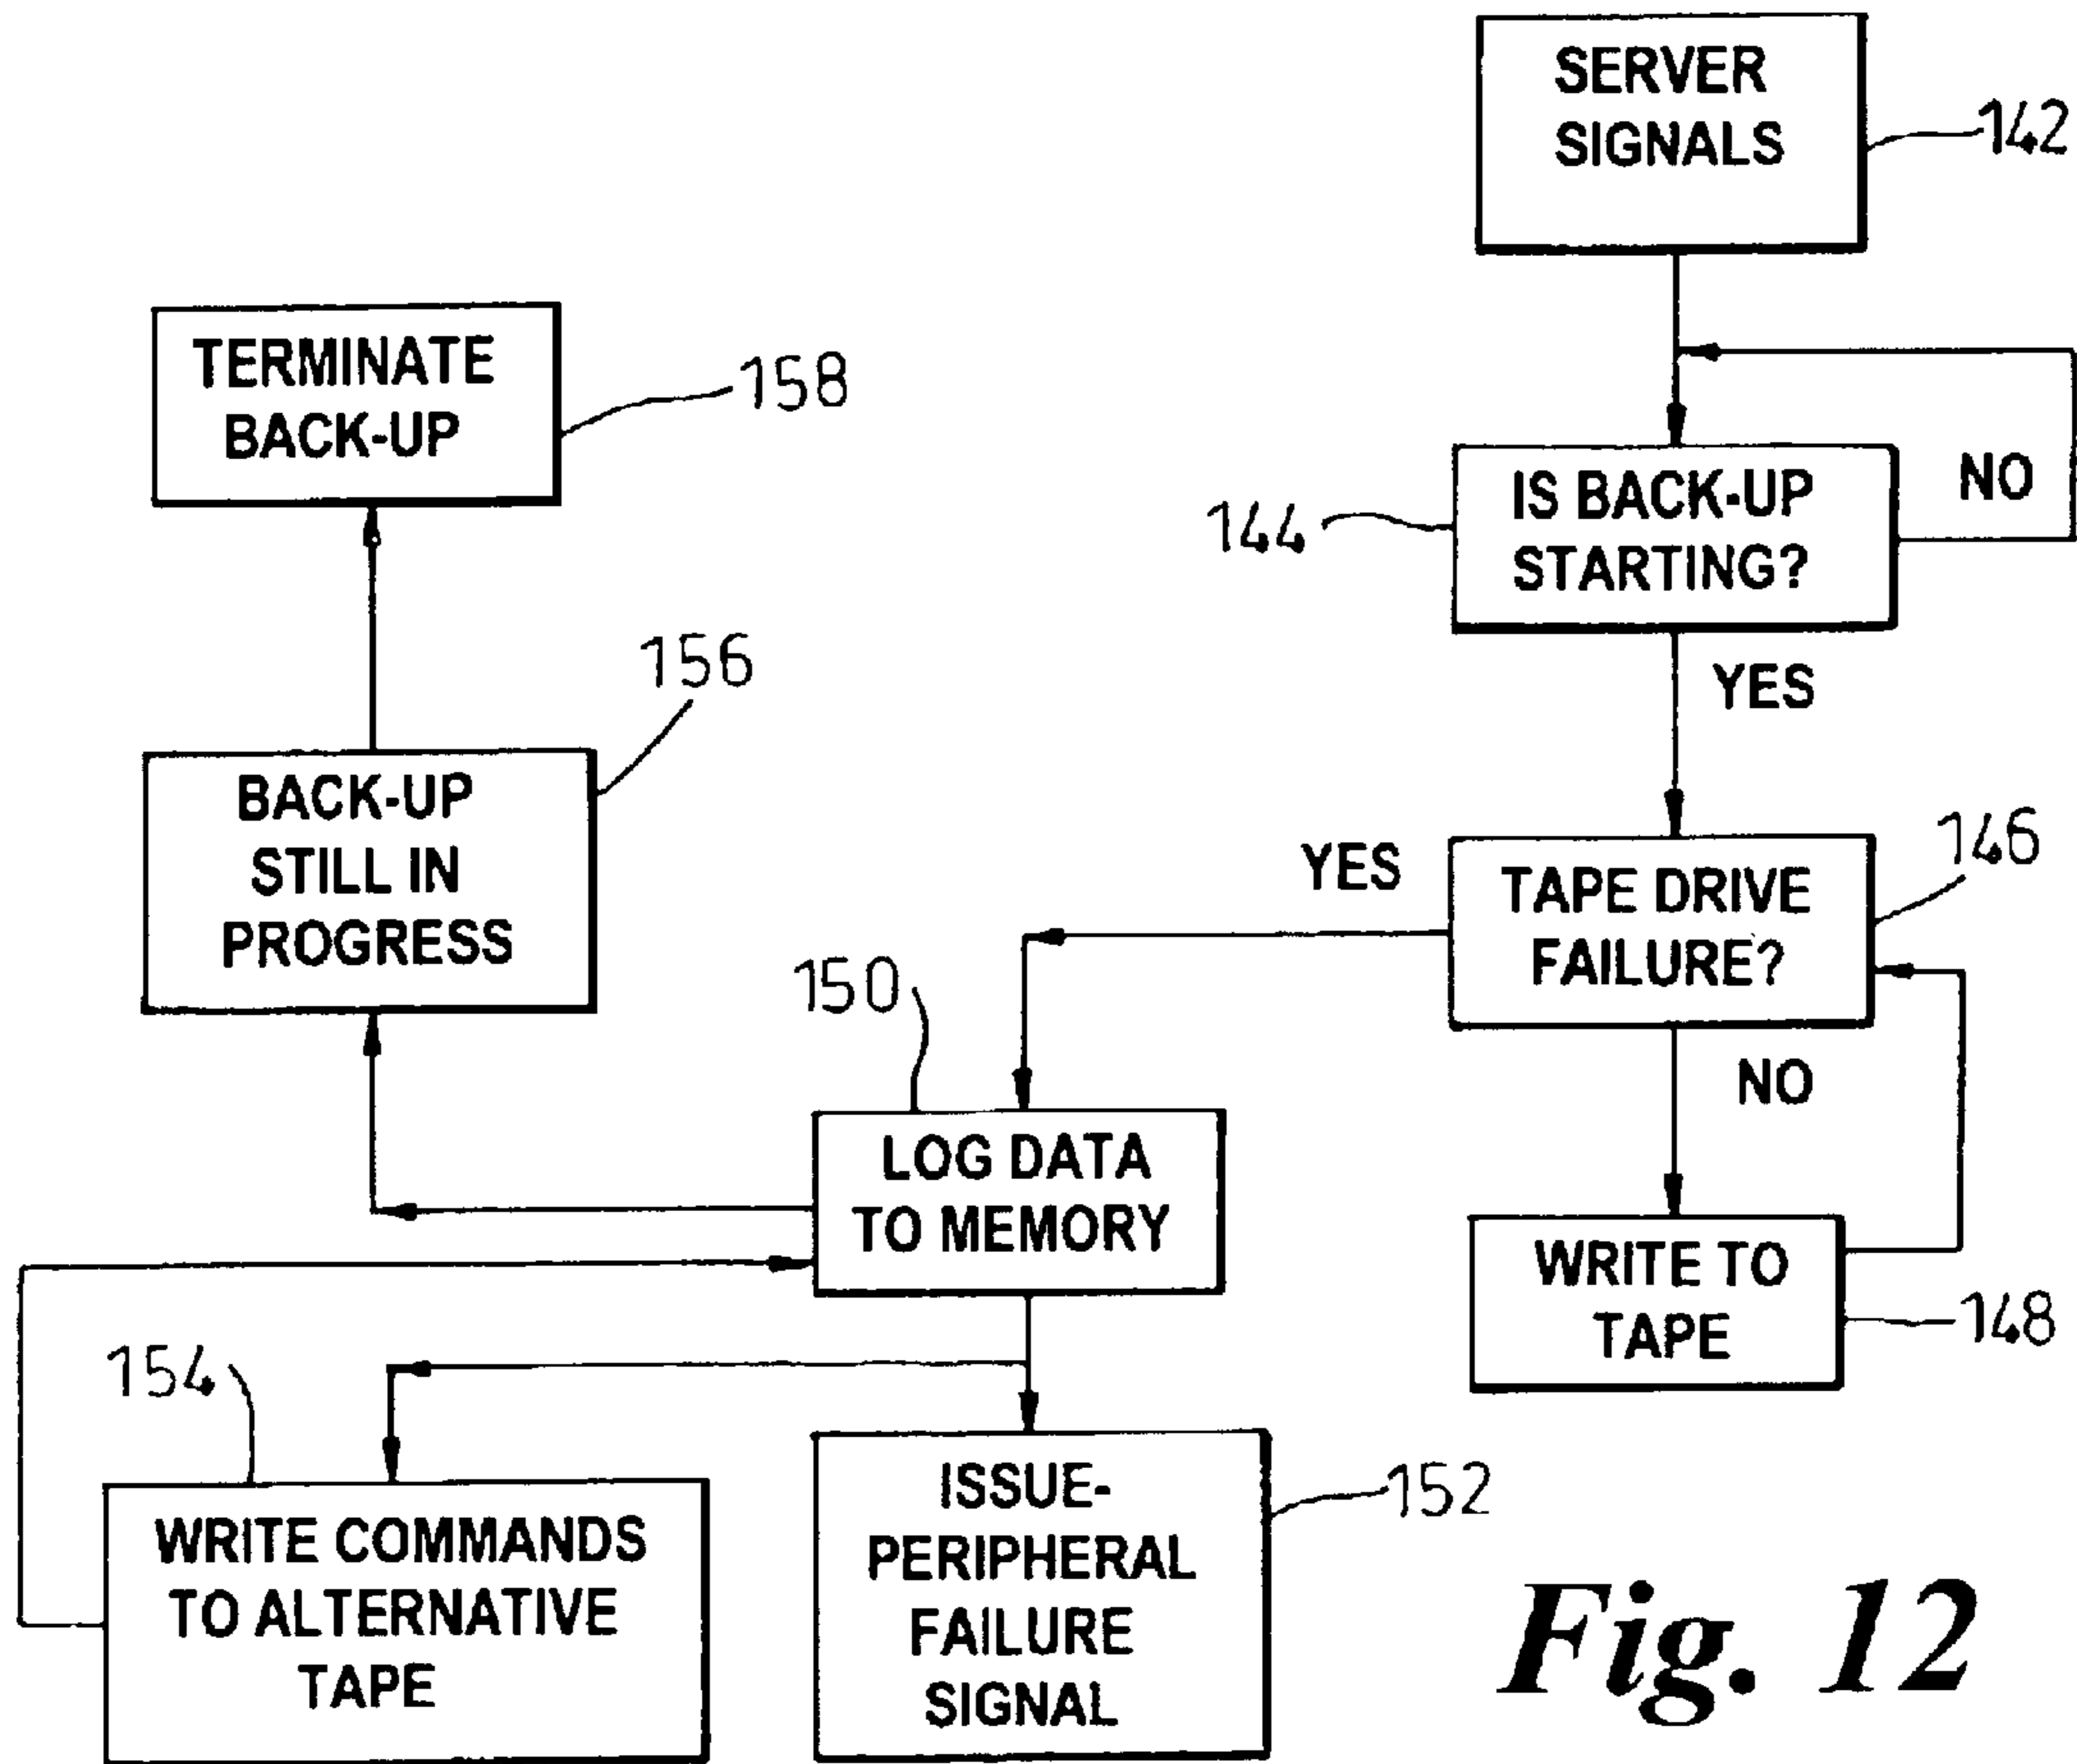 SERVER
SIGNALS
142
IS BACK-UP
STARTING?
144
NO
YES
TAPE DRIVE
FAILURE?
146
YES
NO
WRITE TO
TAPE
148
LOG DATA
TO MEMORY
150
ISSUE-
PERIPHERAL
FAILURE
SIGNAL
152
WRITE COMMANDS
TO ALTERNATIVE
TAPE
154
BACK-UP
STILL IN
PROGRESS
156
TERMINATE
BACK-UP
158
Fig. 12